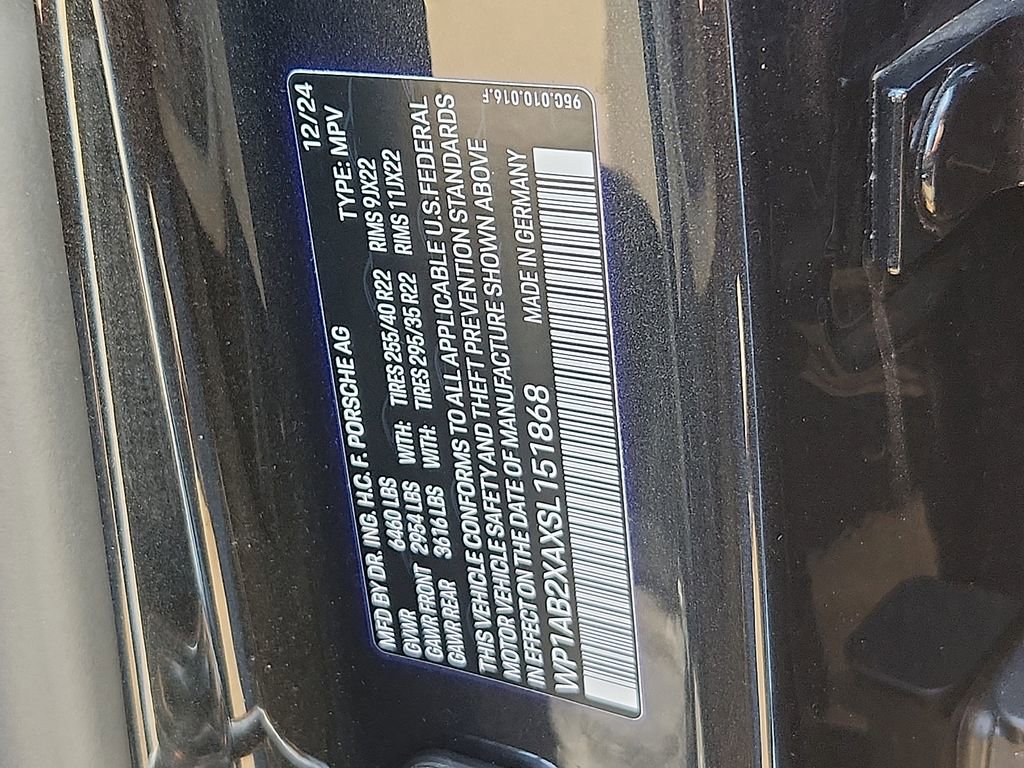 MFD BY DR. ING. H.C. F. PORSCHE AG 12/24
TYPE: MPV
GVWR 6460 LBS
GAWR FRONT 2984 LBS WITH: TIRES 255/40 R22 RIMS 9JX22
GAWR REAR 3616 LBS WITH: TIRES 295/35 R22 RIMS 11JX22
THIS VEHICLE CONFORMS TO ALL APPLICABLE U.S. FEDERAL
MOTOR VEHICLE SAFETY AND THEFT PREVENTION STANDARDS
IN EFFECT ON THE DATE OF MANUFACTURE SHOWN ABOVE
WP1AB2XAXSL151868 MADE IN GERMANY
95C.010.016.F